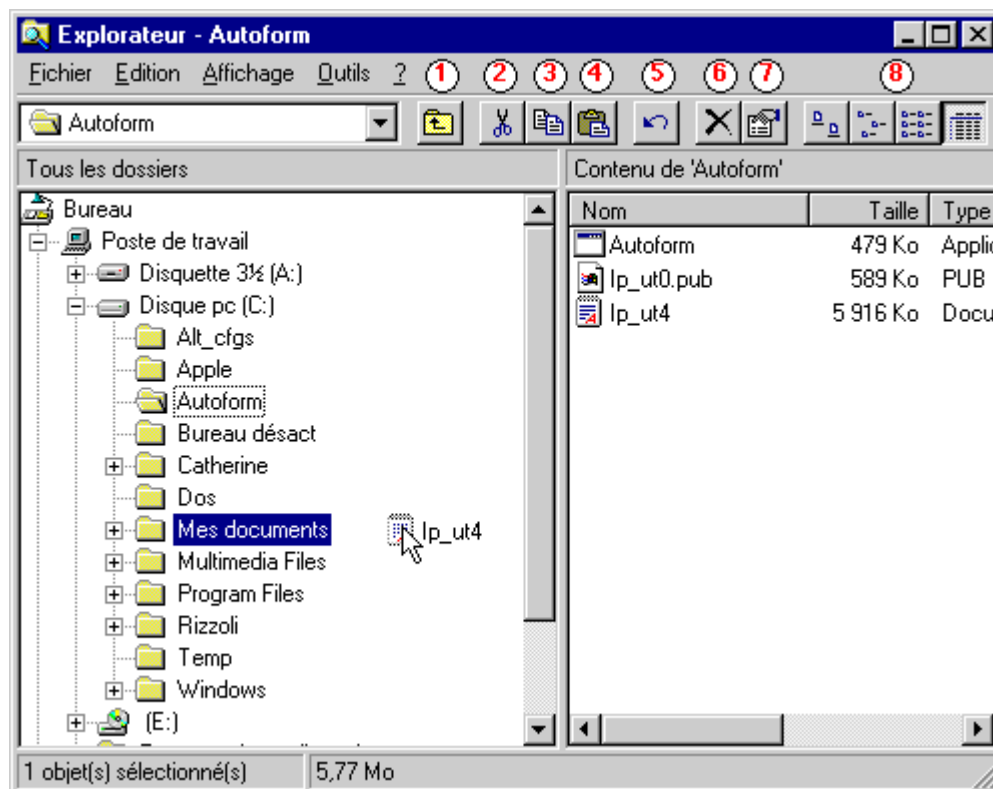 Explorateur - Autoform
Fichier Edition Affichage Outils ? 1 2 3 4 5 6 7 8
Autoform
Tous les dossiers
Contenu de 'Autoform'
Bureau
Poste de travail
Disquette 3½ (A:)
Disque pc (C:)
Alt_cfgs
Apple
Autoform
Bureau désact
Catherine
Dos
Mes documents
lp_ut4
Multimedia Files
Program Files
Rizzoli
Temp
Windows
(E:)
Nom Taille Type
Autoform 479 Ko Applic
lp_ut0.pub 589 Ko PUB
lp_ut4 5 916 Ko Docu
1 objet(s) sélectionné(s) 5,77 Mo